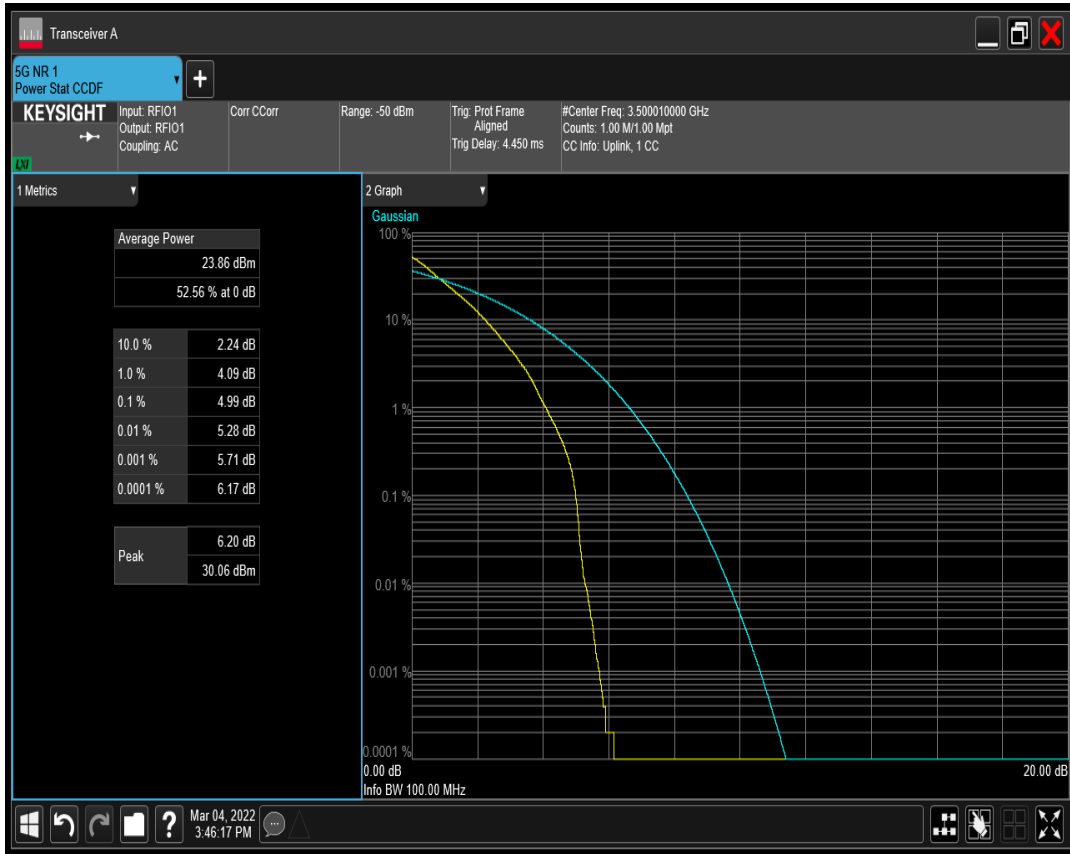 Transceiver A
5G NR 1
Power Stat CCDF
+
KEYSIGHT
LXI
Input: RFIO1
Output: RFIO1
Coupling: AC
Corr CCorr
Range: -50 dBm
Trig: Prot Frame
Aligned
Trig Delay: 4.450 ms
#Center Freq: 3.500010000 GHz
Counts: 1.00 M/1.00 Mpt
CC Info: Uplink, 1 CC
1 Metrics
Average Power
23.86 dBm
52.56 % at 0 dB
10.0 % 2.24 dB
1.0 % 4.09 dB
0.1 % 4.99 dB
0.01 % 5.28 dB
0.001 % 5.71 dB
0.0001 % 6.17 dB
Peak
6.20 dB
30.06 dBm
2 Graph
Gaussian
100 %
10 %
1 %
0.1 %
0.01 %
0.001 %
0.0001 %
0.00 dB 20.00 dB
Info BW 100.00 MHz
?
Mar 04, 2022
3:46:17 PM